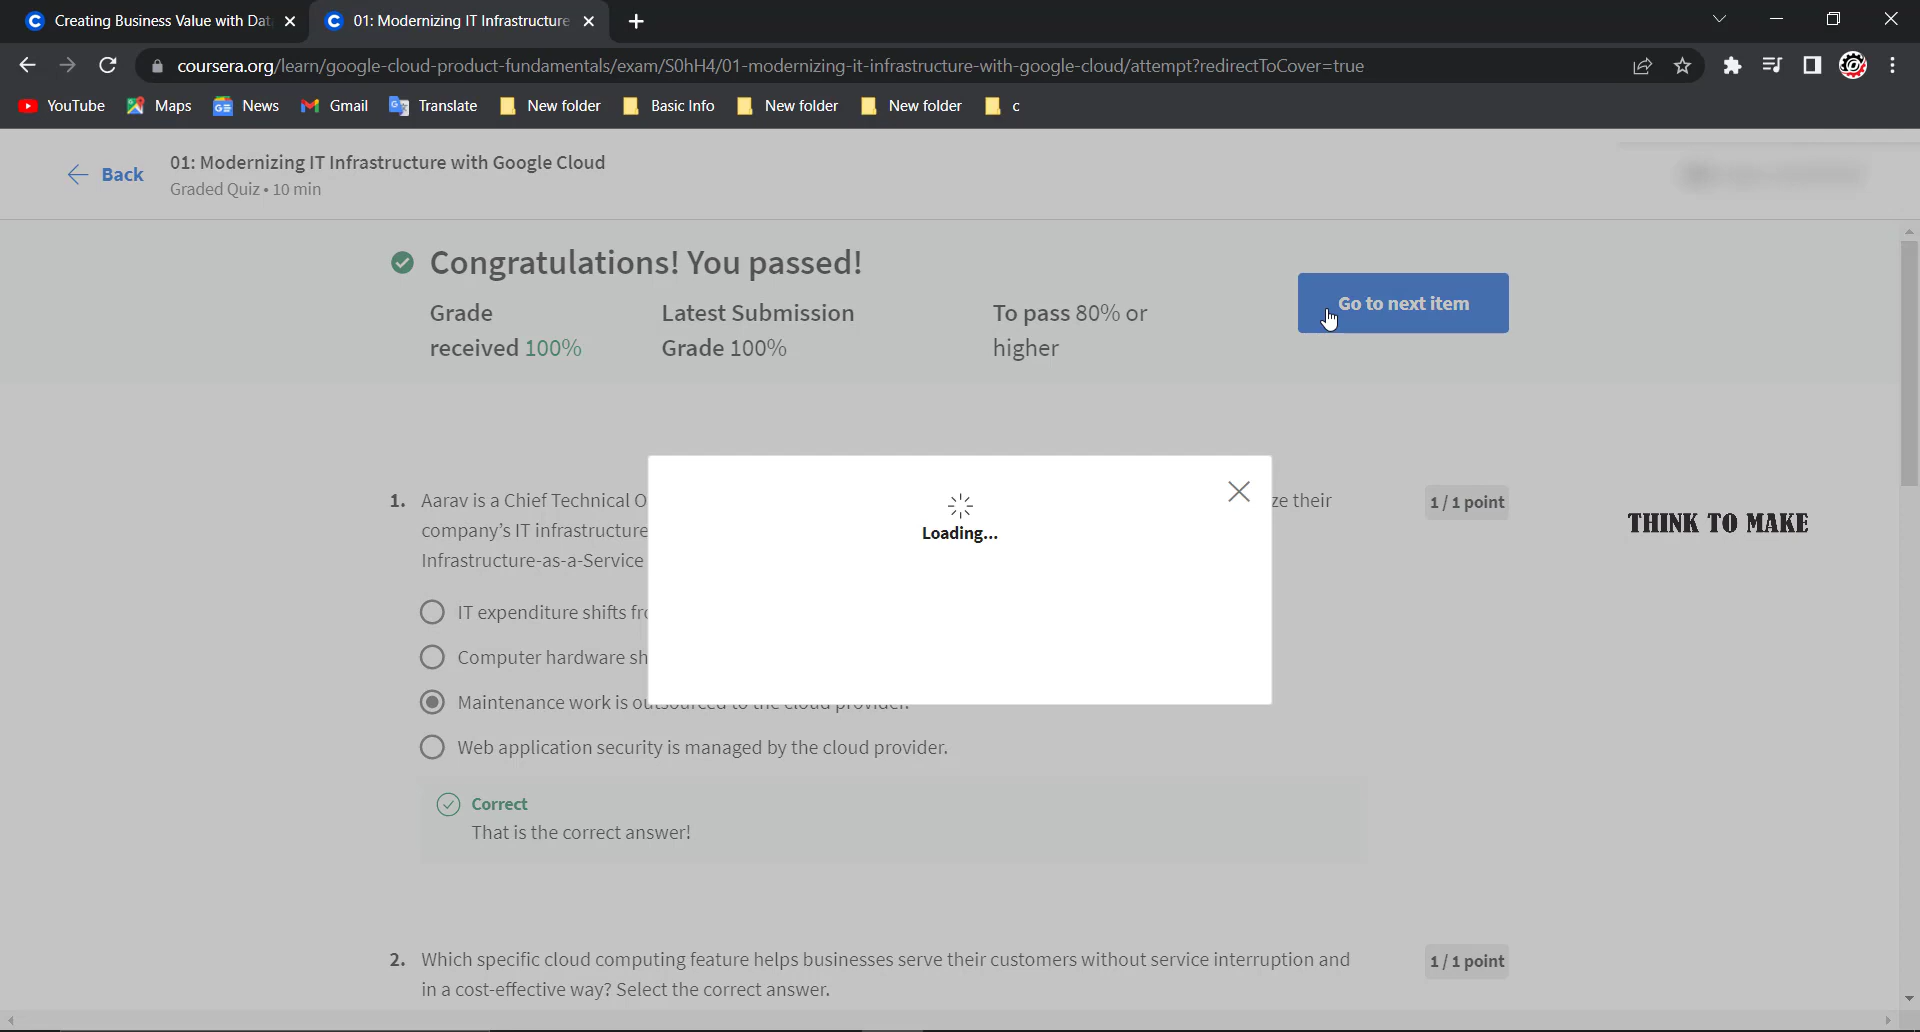 Creating Business Value with Dat
01: Modernizing IT Infrastructure
coursera.org/learn/google-cloud-product-fundamentals/exam/S0hH4/01-modernizing-it-infrastructure-with-google-cloud/attempt?redirectToCover=true
YouTube Maps News Gmail Translate New folder Basic Info New folder New folder c
Back
01: Modernizing IT Infrastructure with Google Cloud
Graded Quiz • 10 min
Congratulations! You passed!
Grade
received 100%
Latest Submission
Grade 100%
To pass 80% or
higher
Go to next item
1. Aarav is a Chief Technical O
ze their
company's IT infrastructure
Infrastructure-as-a-Service
1 / 1 point
THINK TO MAKE
Loading...
IT expenditure shifts fro
Computer hardware sh
Maintenance work is outsourced to the cloud provider.
Web application security is managed by the cloud provider.
Correct
That is the correct answer!
2. Which specific cloud computing feature helps businesses serve their customers without service interruption and
in a cost-effective way? Select the correct answer.
1 / 1 point